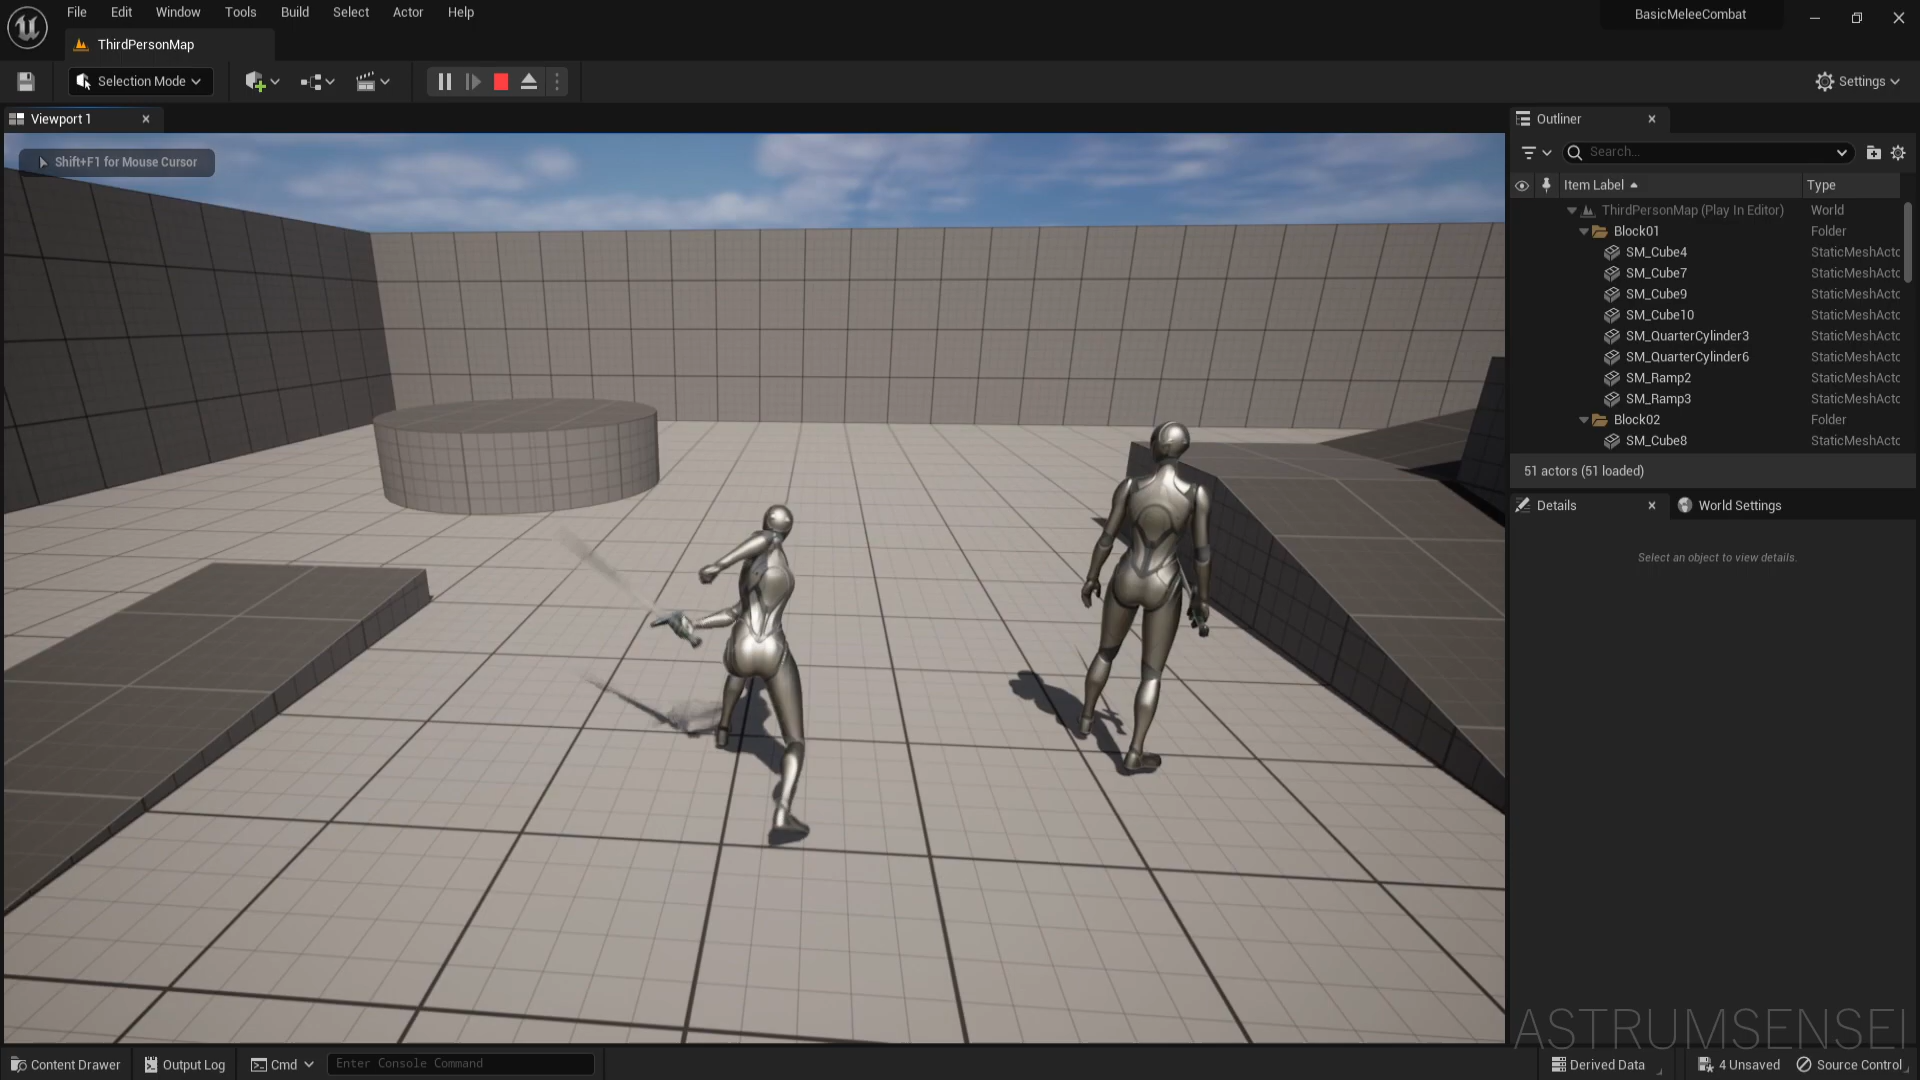 File Edit Window Tools Build Select Actor Help
BasicMeleeCombat
ThirdPersonMap
Selection Mode
Settings
Viewport 1
Outliner
Shift+F1 for Mouse Cursor
Search...
Item Label Type
ThirdPersonMap (Play In Editor) World
Block01 Folder
SM_Cube4 StaticMeshActo
SM_Cube7 StaticMeshActo
SM_Cube9 StaticMeshActo
SM_Cube10 StaticMeshActo
SM_QuarterCylinder3 StaticMeshActo
SM_QuarterCylinder6 StaticMeshActo
SM_Ramp2 StaticMeshActo
SM_Ramp3 StaticMeshActo
Block02 Folder
SM_Cube8 StaticMeshActo
51 actors (51 loaded)
Details World Settings
Select an object to view details.
ASTRUMSENSEI
Content Drawer Output Log Cmd Enter Console Command Derived Data 4 Unsaved Source Control